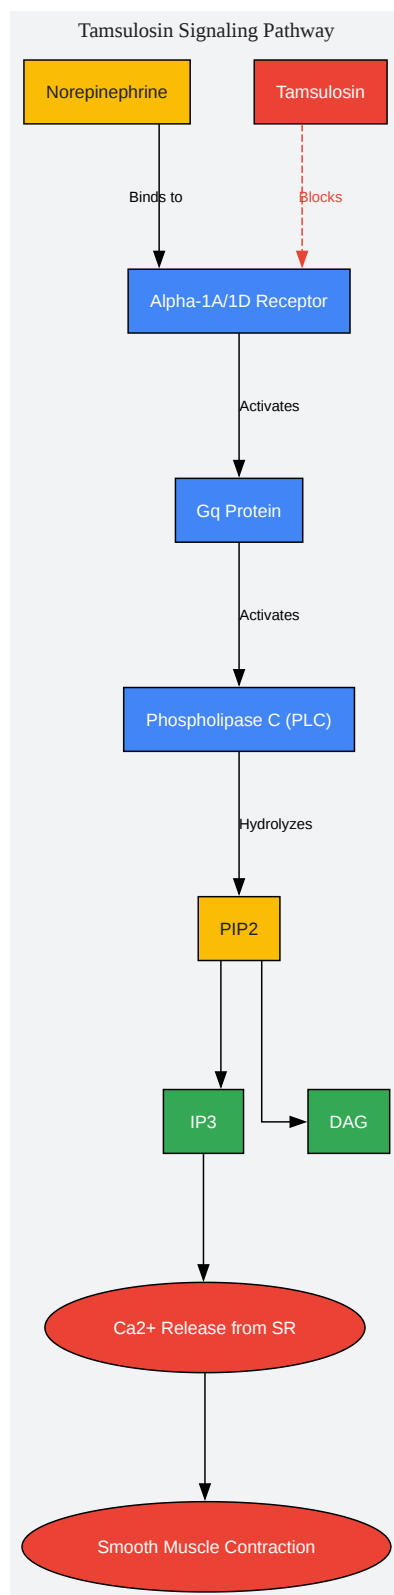 Tamsulosin Signaling Pathway
Norepinephrine
Tamsulosin
Binds to
Blocks
Alpha-1A/1D Receptor
Activates
Gq Protein
Activates
Phospholipase C (PLC)
Hydrolyzes
PIP2
IP3
DAG
Ca2+ Release from SR
Smooth Muscle Contraction